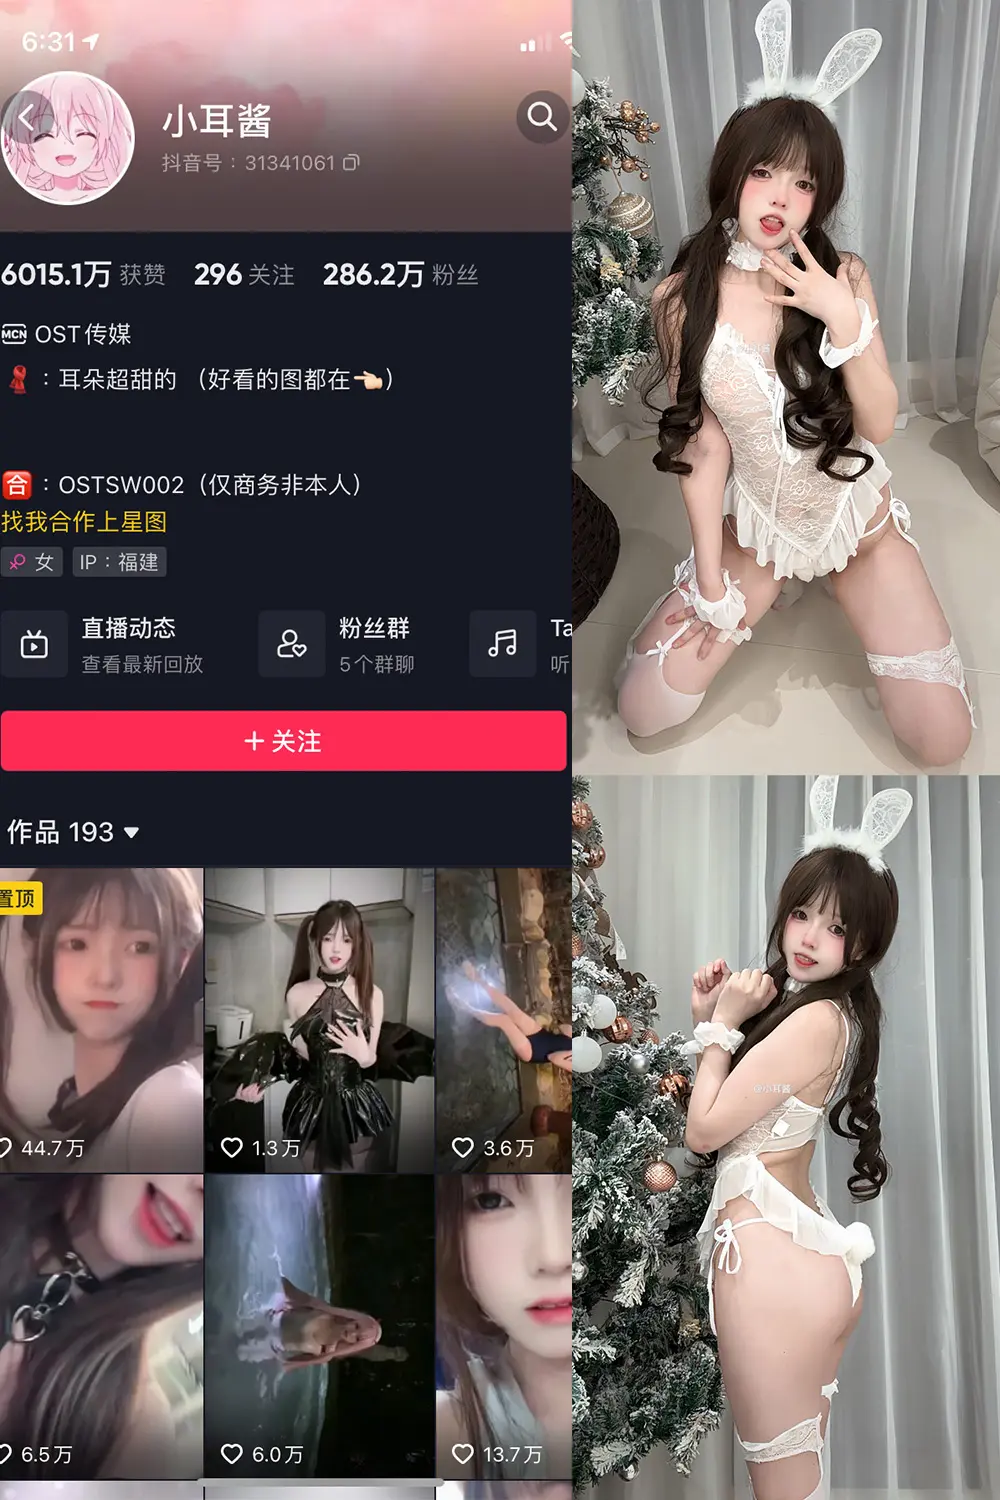 6:31
小耳酱
抖音号：31341061
6015.1万 获赞 296 关注 286.2万 粉丝
MCN OST传媒
：耳朵超甜的 （好看的图都在👈🏻）
合：OSTSW002（仅商务非本人）
找我合作上星图
女 IP：福建
直播动态
查看最新回放
粉丝群
5个群聊
Ta
听
+ 关注
作品 193
置顶
44.7万
1.3万
3.6万
6.5万
6.0万
13.7万
@小耳酱
@小耳酱